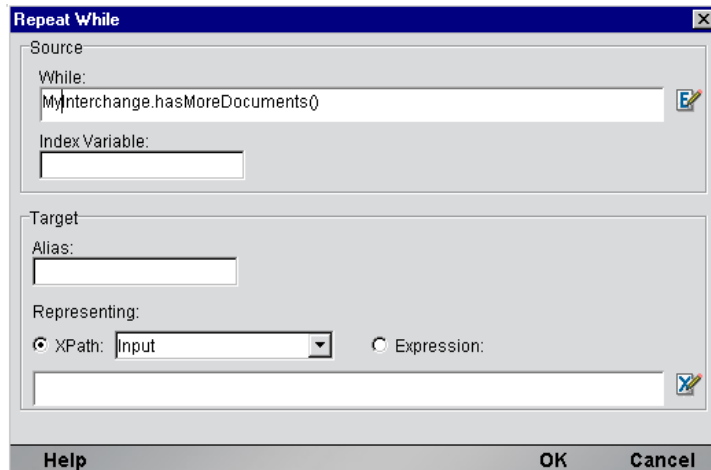 Repeat While
Source
While:
MyInterchange.hasMoreDocuments()
Index Variable:
Target
Alias:
Representing:
XPath: Input Expression:
Help OK Cancel